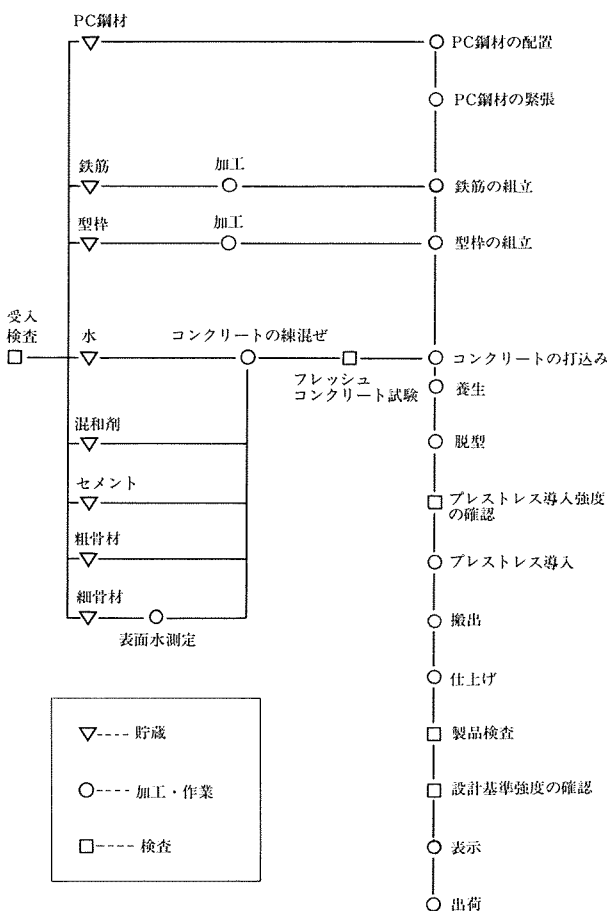 PC鋼材
PC鋼材の配置
PC鋼材の緊張
鉄筋
加工
鉄筋の組立
型枠
加工
型枠の組立
受入
検査
水
コンクリートの練混ぜ
フレッシュ
コンクリート試験
コンクリートの打込み
養生
混和剤
脱型
セメント
プレストレス導入強度
の確認
粗骨材
プレストレス導入
細骨材
表面水測定
搬出
仕上げ
製品検査
設計基準強度の確認
表示
出荷
貯蔵
加工・作業
検査